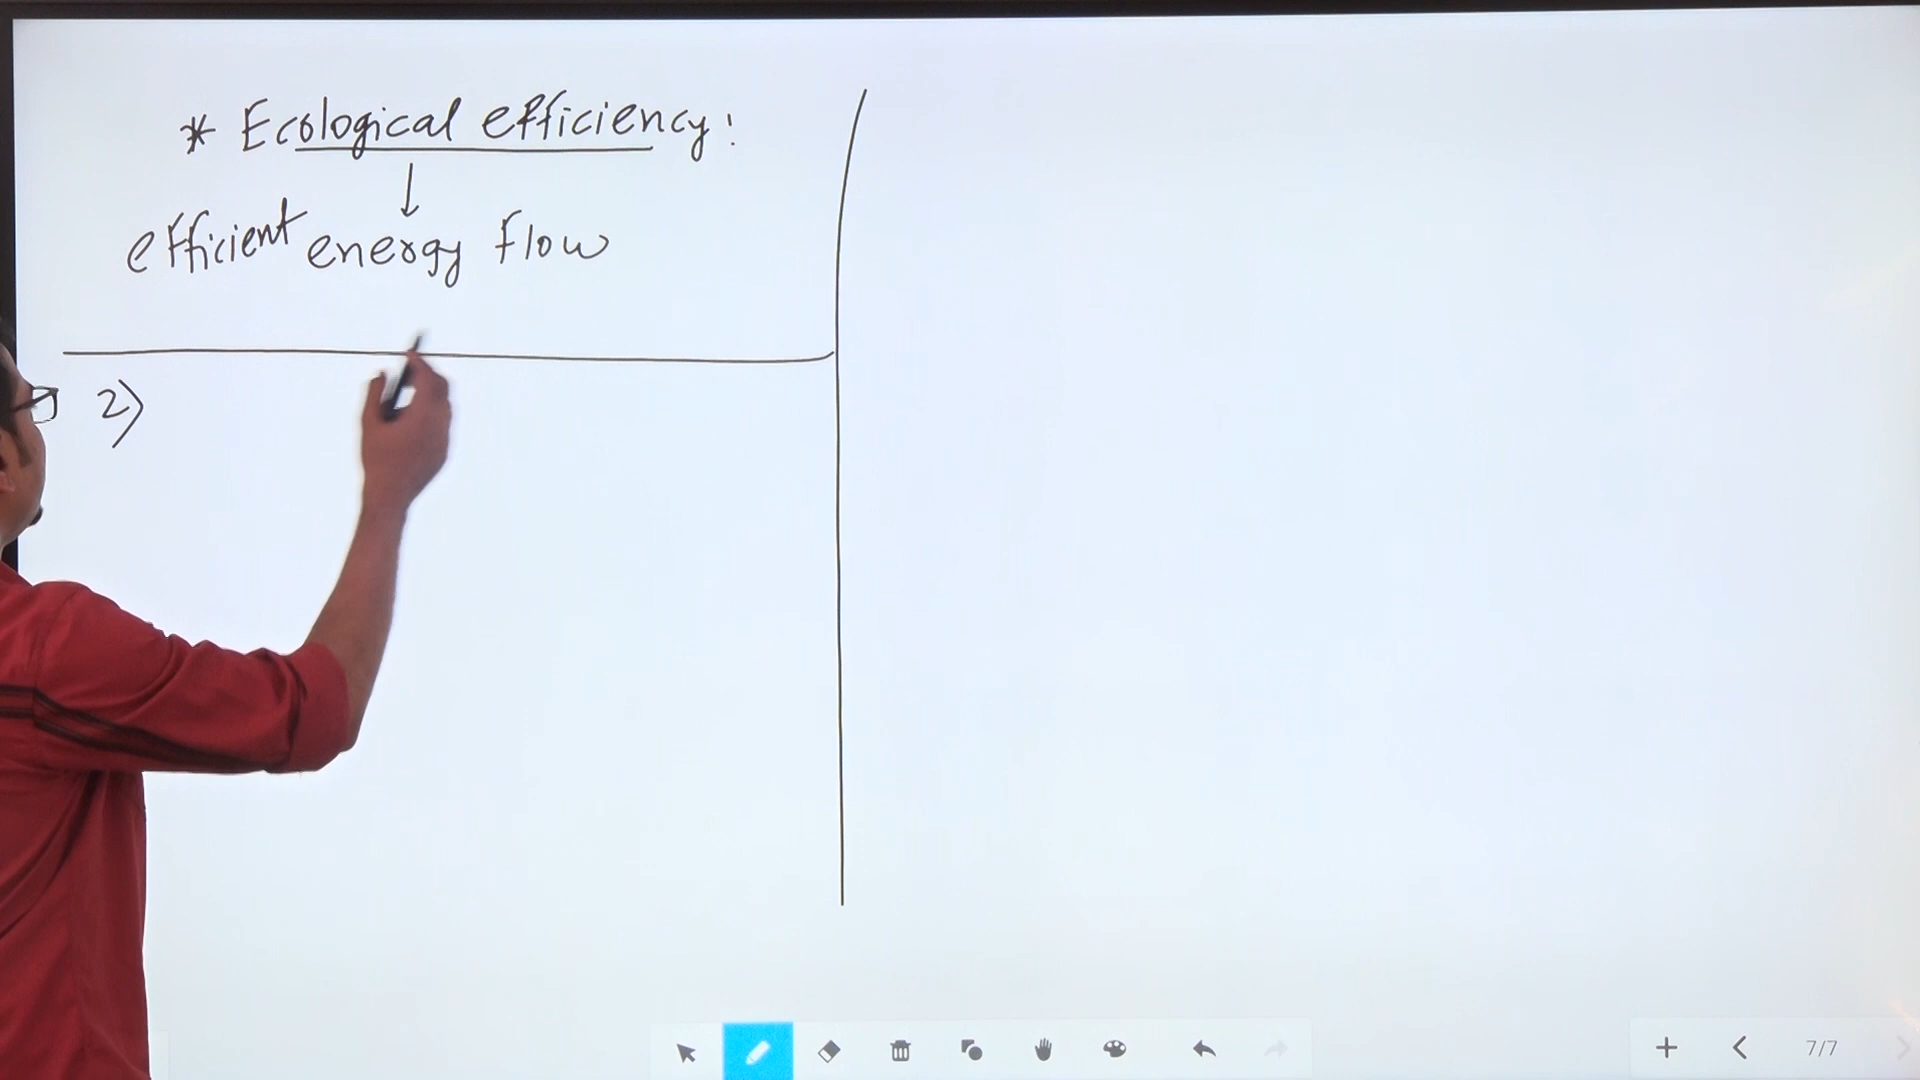 * Ecological efficiency:
↓
efficient energy flow
2)
7/7